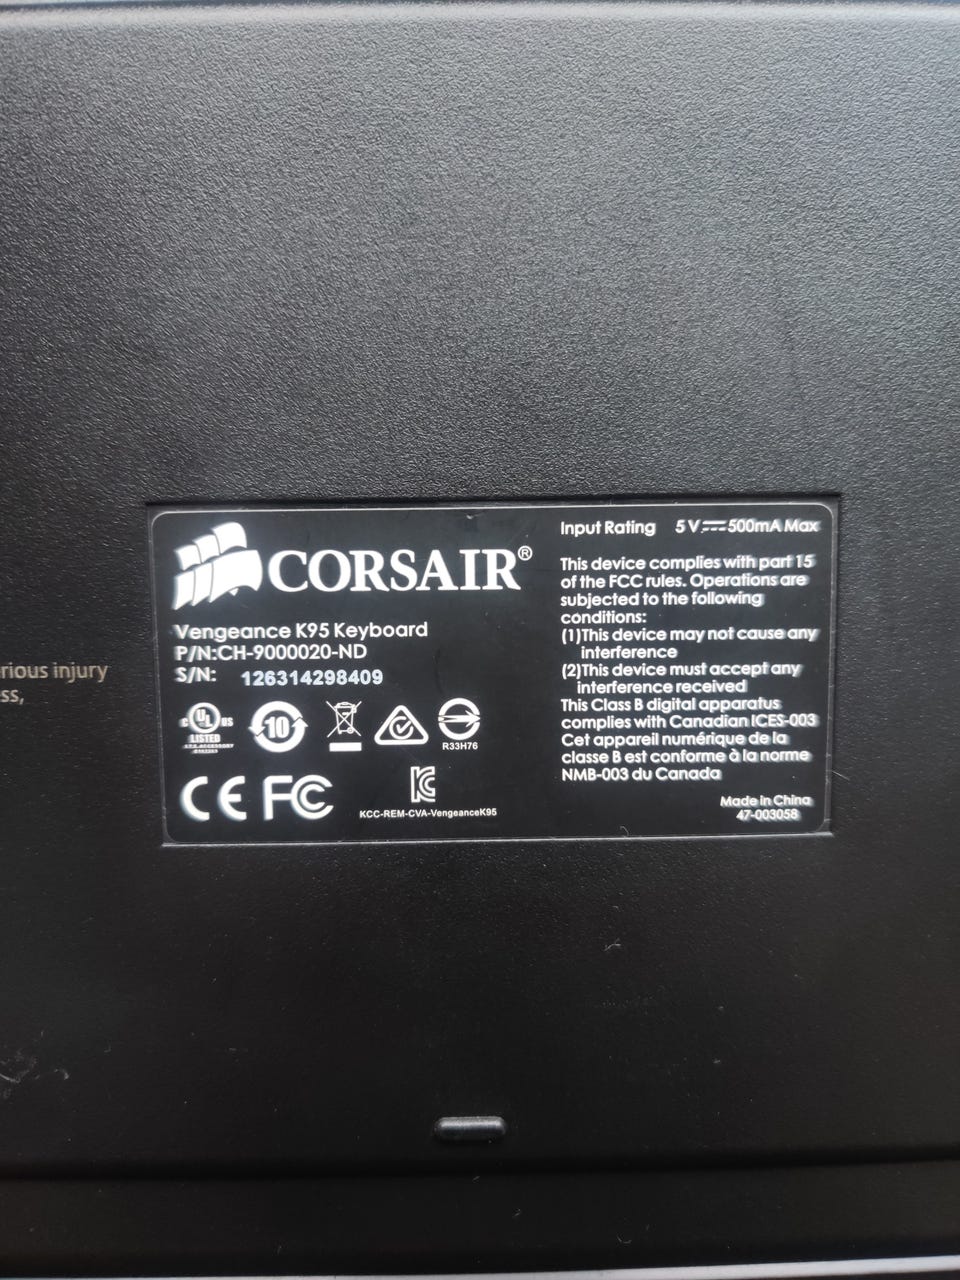 rious injury
ss,
CORSAIR®
Vengeance K95 Keyboard
P/N:CH-9000020-ND
S/N: 126314298409
C UL US
LISTED
10
R33H76
CE FC
KCC-REM-CVA-VengeanceK95
Input Rating 5V⎓500mA Max
This device complies with part 15
of the FCC rules. Operations are
subjected to the following
conditions:
(1)This device may not cause any
interference
(2)This device must accept any
interference received
This Class B digital apparatus
complies with Canadian ICES-003
Cet appareil numérique de la
classe B est conforme à la norme
NMB-003 du Canada
Made in China
47-003058